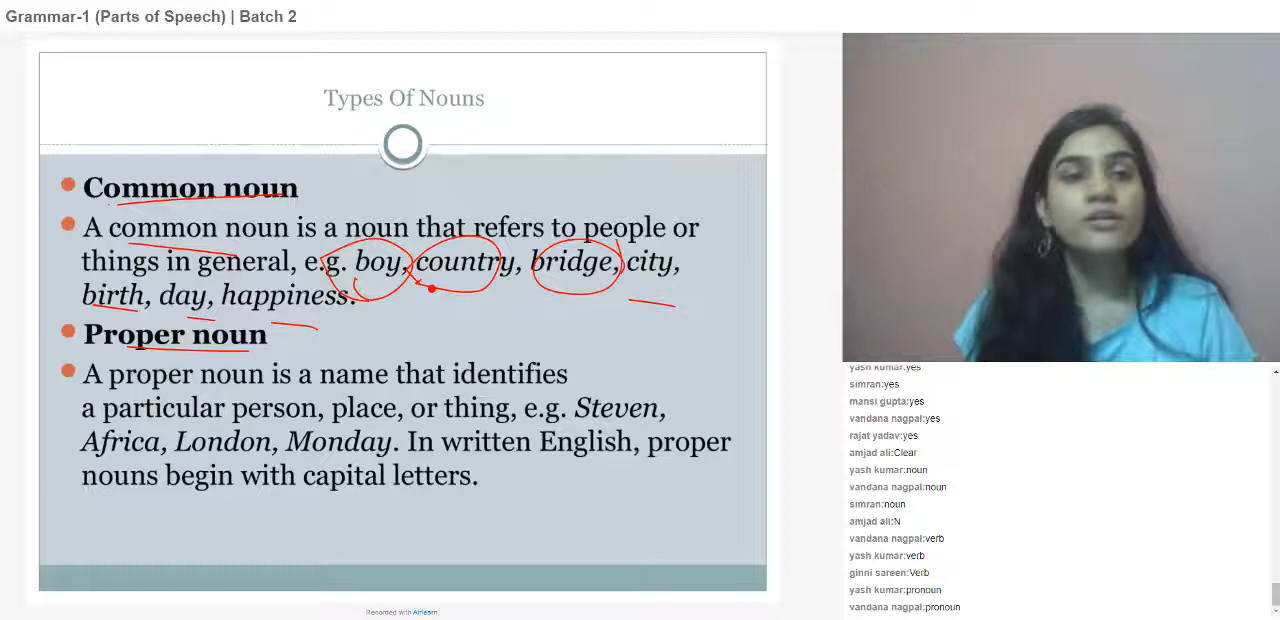 Grammar-1 (Parts of Speech) | Batch 2
Types Of Nouns
Common noun
A common noun is a noun that refers to people or
things in general, e.g. boy, country, bridge, city,
birth, day, happiness.
Proper noun
A proper noun is a name that identifies
a particular person, place, or thing, e.g. Steven,
Africa, London, Monday. In written English, proper
nouns begin with capital letters.
Recorded with Airlearn.
yash kumar:yes
simran:yes
mansi gupta:yes
vandana nagpal:yes
rajat yadav:yes
amjad ali:Clear
yash kumar:noun
vandana nagpal:noun
simran:noun
amjad ali:N
vandana nagpal:verb
yash kumar:verb
ginni sareen:Verb
yash kumar:pronoun
vandana nagpal:pronoun